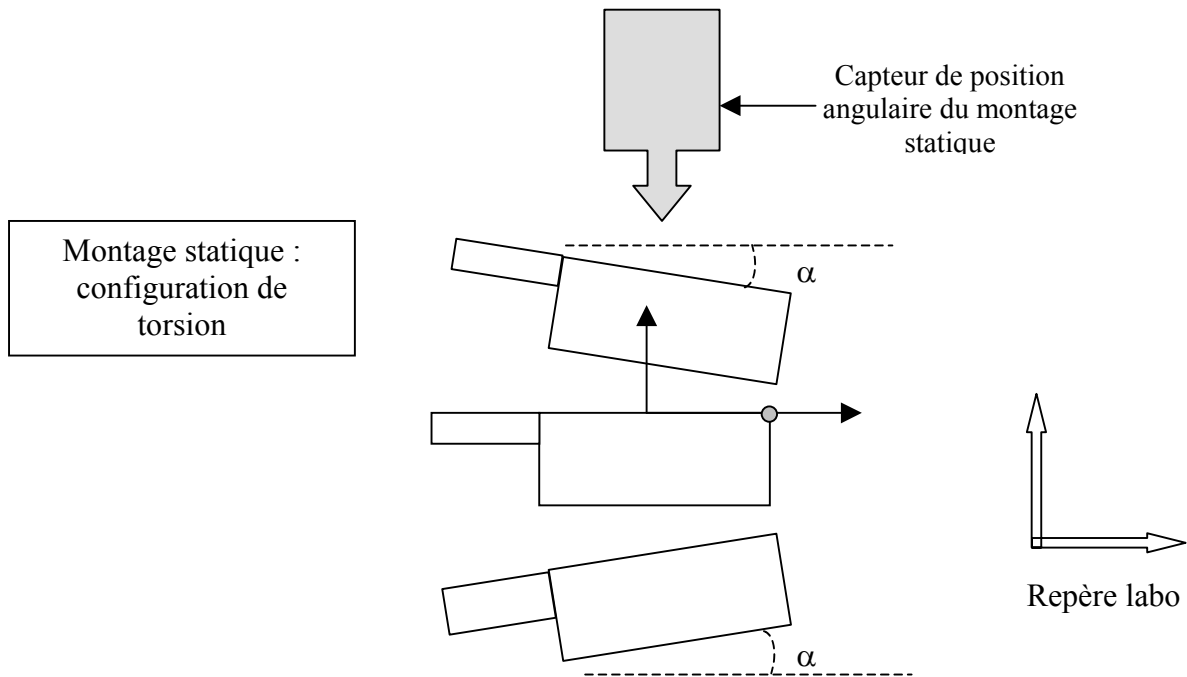 Capteur de position
angulaire du montage
statique
Montage statique :
configuration de
torsion
α
Repère labo
α